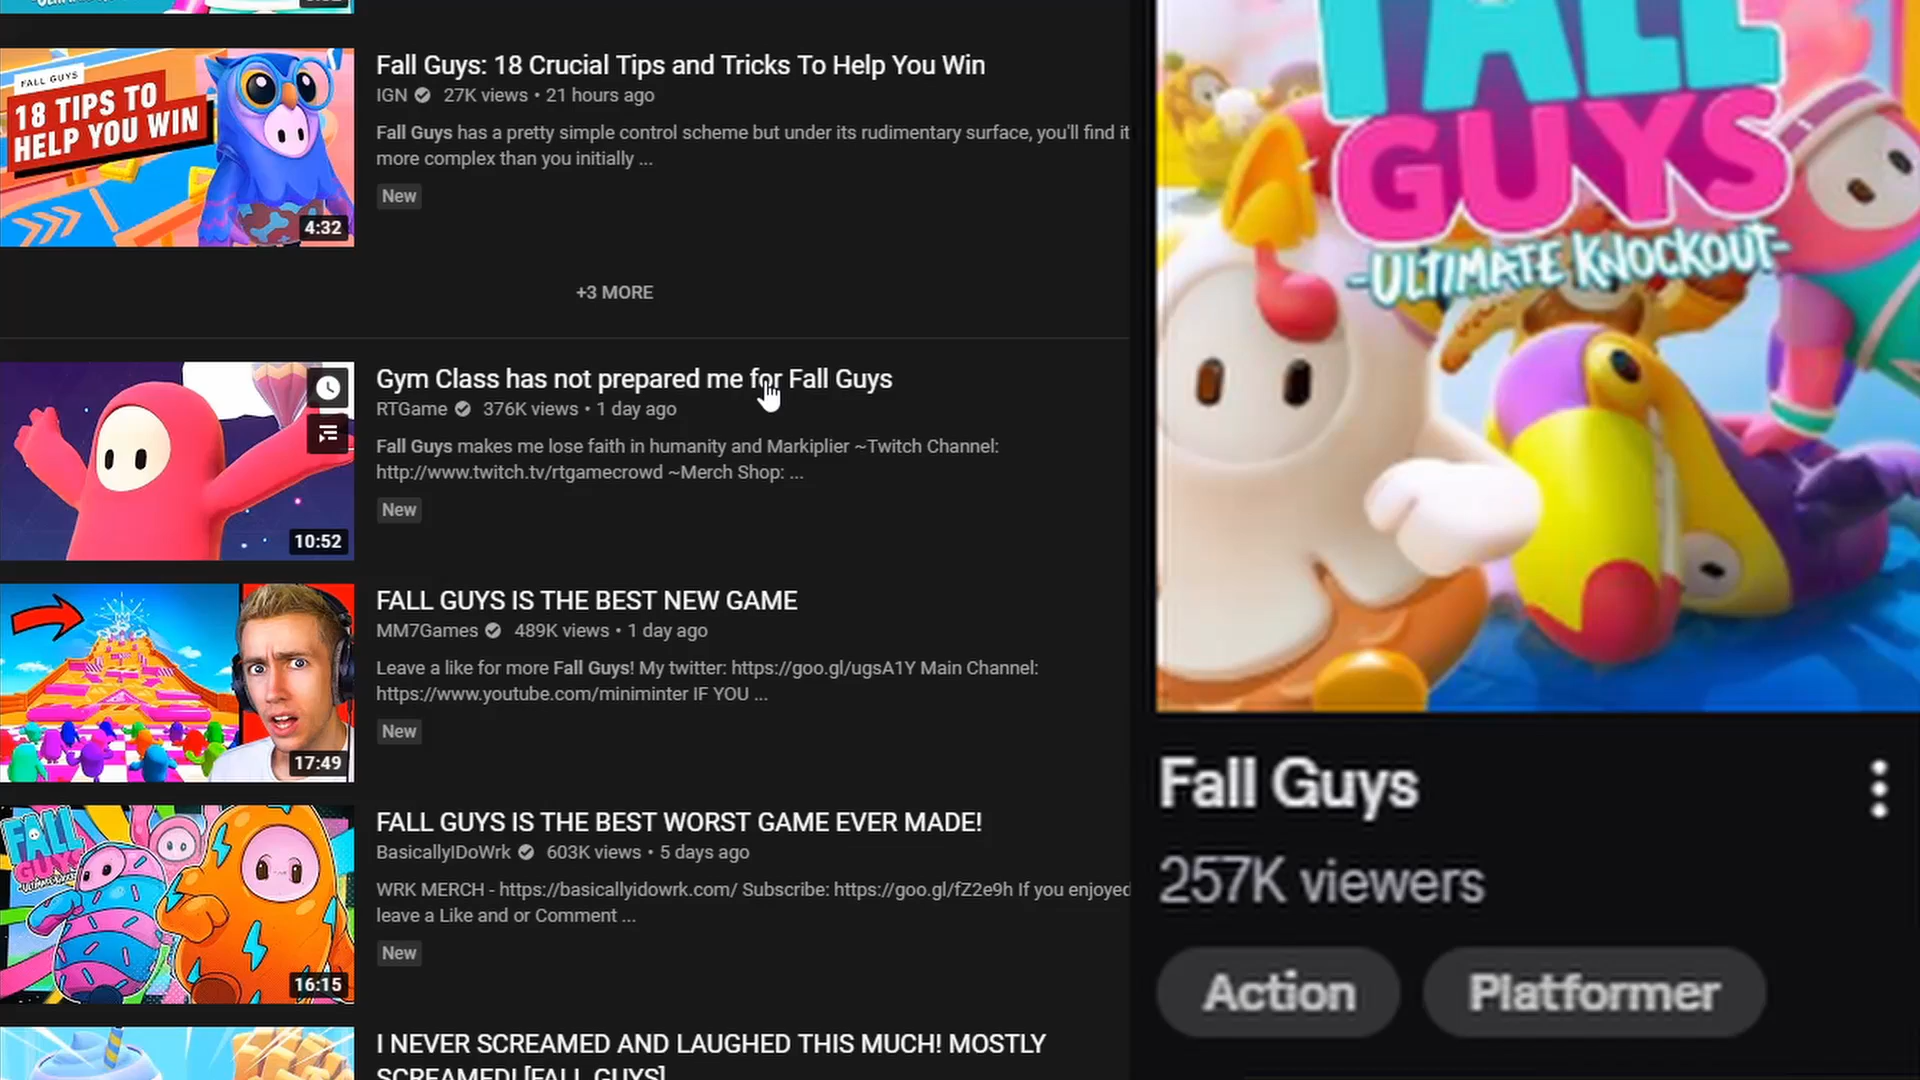 FALL GUYS
18 TIPS TO
HELP YOU WIN
4:32
Fall Guys: 18 Crucial Tips and Tricks To Help You Win
IGN 27K views • 21 hours ago
Fall Guys has a pretty simple control scheme but under its rudimentary surface, you'll find it
more complex than you initially ...
New
+3 MORE
10:52
Gym Class has not prepared me for Fall Guys
RTGame 376K views • 1 day ago
Fall Guys makes me lose faith in humanity and Markiplier ~Twitch Channel:
http://www.twitch.tv/rtgamecrowd ~Merch Shop: ...
New
17:49
FALL GUYS IS THE BEST NEW GAME
MM7Games 489K views • 1 day ago
Leave a like for more Fall Guys! My twitter: https://goo.gl/ugsA1Y Main Channel:
https://www.youtube.com/miniminter IF YOU ...
New
FALL
GUYS
16:15
FALL GUYS IS THE BEST WORST GAME EVER MADE!
BasicallyIDoWrk 603K views • 5 days ago
WRK MERCH - https://basicallyidowrk.com/ Subscribe: https://goo.gl/fZ2e9h If you enjoyed
leave a Like and or Comment ...
New
I NEVER SCREAMED AND LAUGHED THIS MUCH! MOSTLY
SCREAMED! [FALL GUYS]
FALL
GUYS
-ULTIMATE KNOCKOUT-
Fall Guys
257K viewers
Action
Platformer